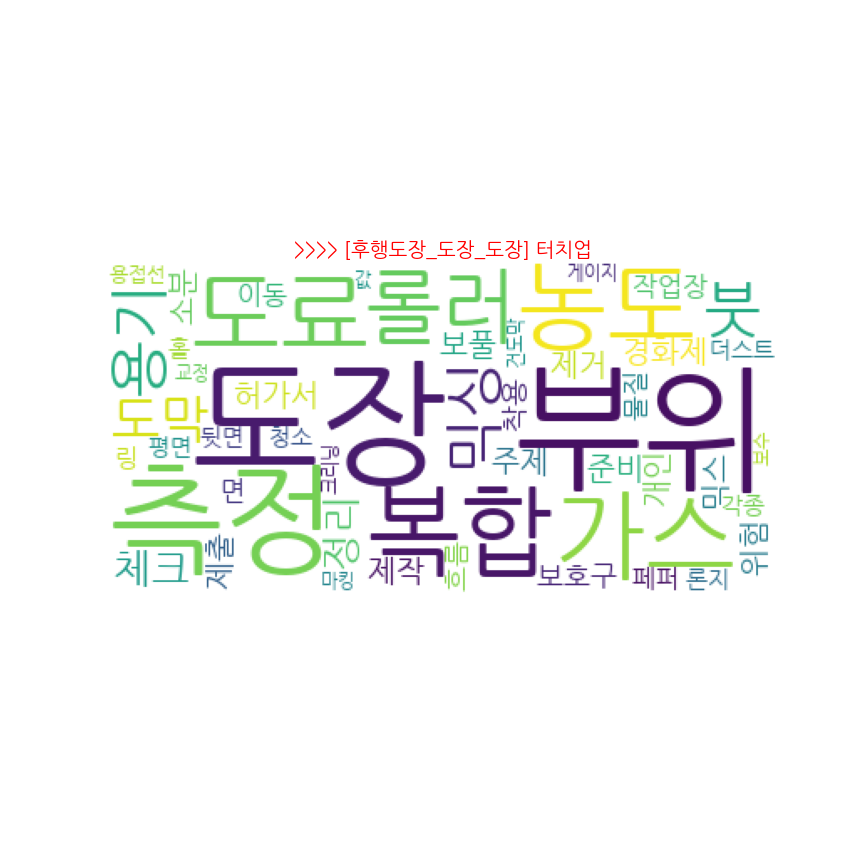 >>>> [후행도장_도장_도장] 터치업
용접선
소분
이동
값
게이지
작업장
용기
도료
롤러
농도
붓
홀
교정
보풀
건도막
제거
경화제
더스트
도막
허가서
믹싱
착용
물질
링
평면
뒷면
청소
도장
부위
크리닝
주제
준비
개인
믹스
보수
면
측정
정리
복합
가스
각종
체크
제출
마킹
제작
흐름
보호구
페퍼
론지
위험